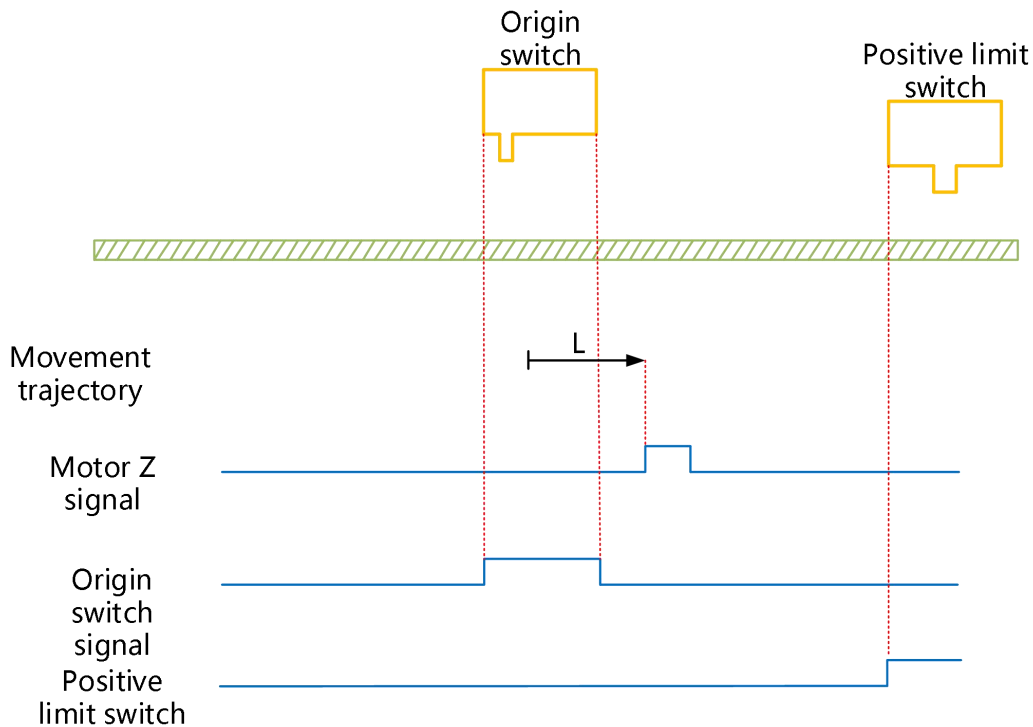 Origin
switch
Positive limit
switch
L
Movement
trajectory
Motor Z
signal
Origin
switch
signal
Positive
limit switch